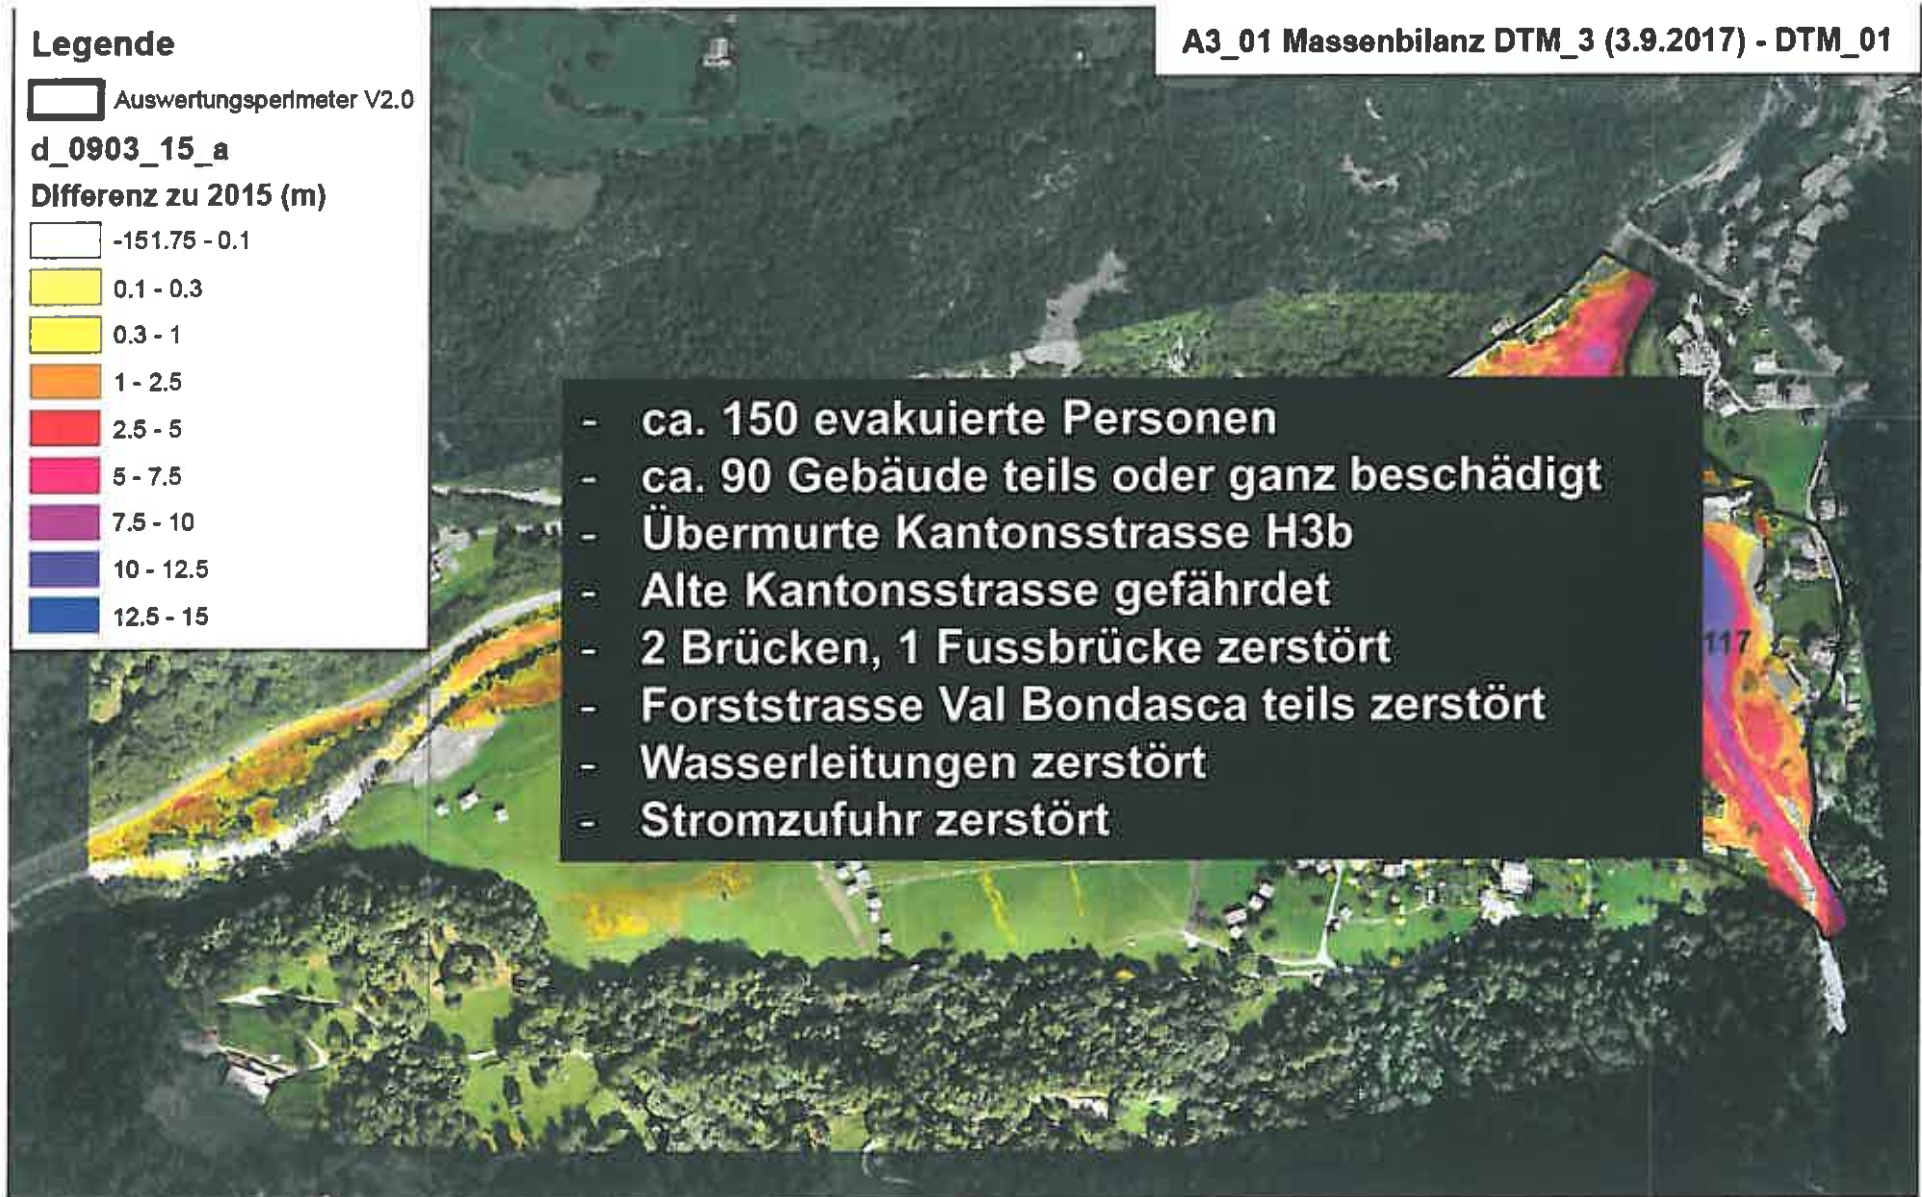 Legende
Auswertungsperimeter V2.0
d_0903_15_a
Differenz zu 2015 (m)
-151.75 - 0.1
0.1 - 0.3
0.3 - 1
1 - 2.5
2.5 - 5
5 - 7.5
7.5 - 10
10 - 12.5
12.5 - 15
A3_01 Massenbilanz DTM_3 (3.9.2017) - DTM_01
- ca. 150 evakuierte Personen
- ca. 90 Gebäude teils oder ganz beschädigt
- Übermurte Kantonsstrasse H3b
- Alte Kantonsstrasse gefährdet
- 2 Brücken, 1 Fussbrücke zerstört
- Forststrasse Val Bondasca teils zerstört
- Wasserleitungen zerstört
- Stromzufuhr zerstört
117